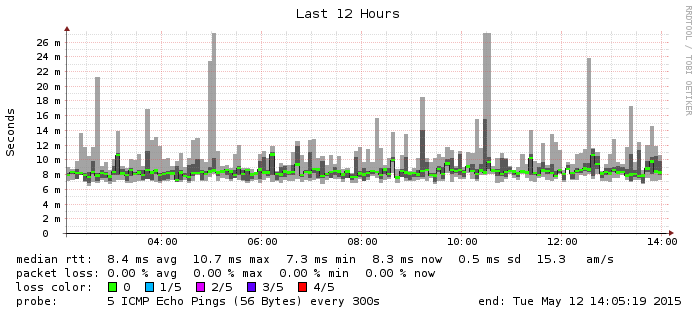 Last 12 Hours
RRDTOOL / TOBI OETIKER
Seconds
26 m
24 m
22 m
20 m
18 m
16 m
14 m
12 m
10 m
8 m
6 m
4 m
2 m
0
04:00 06:00 08:00 10:00 12:00 14:00
median rtt: 8.4 ms avg 10.7 ms max 7.3 ms min 8.3 ms now 0.5 ms sd 15.3 am/s
packet loss: 0.00 % avg 0.00 % max 0.00 % min 0.00 % now
loss color: 0 1/5 2/5 3/5 4/5
probe: 5 ICMP Echo Pings (56 Bytes) every 300s end: Tue May 12 14:05:19 2015